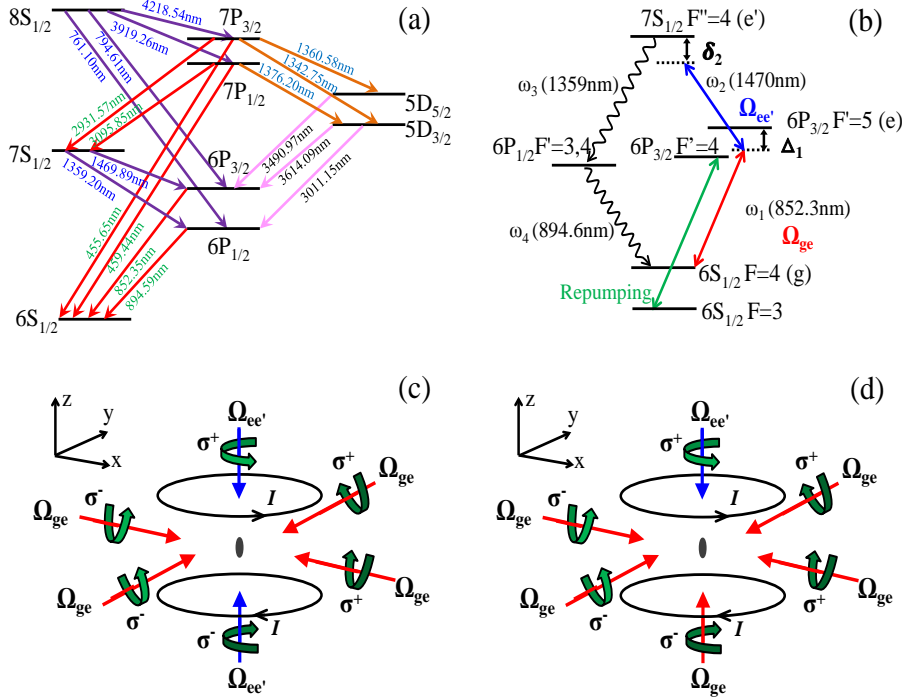 (a)
8S1/2
7P3/2
4218.54nm
3919.26nm
794.61nm
761.10nm
1360.58nm
1342.75nm
1376.20nm
7P1/2
5D5/2
5D3/2
2931.57nm
3095.85nm
7S1/2
6P3/2
3490.97nm
3614.09nm
3011.15nm
1469.89nm
1359.20nm
6P1/2
455.65nm
459.44nm
852.35nm
894.59nm
6S1/2
(b)
7S1/2 F''=4 (e')
δ2
ω3 (1359nm)
ω2 (1470nm)
Ωee'
6P3/2 F'=5 (e)
6P1/2F'=3,4
6P3/2 F'=4
Δ1
ω1 (852.3nm)
Ωge
ω4 (894.6nm)
6S1/2 F=4 (g)
Repumping
6S1/2 F=3
(c)
z
y
x
Ωee'
σ+
σ+
Ωge
I
σ-
Ωge
Ωge
σ-
σ+
Ωge
I
σ-
Ωee'
(d)
z
y
x
Ωee'
σ+
σ+
Ωge
I
σ-
Ωge
Ωge
σ-
σ+
Ωge
I
σ-
Ωge